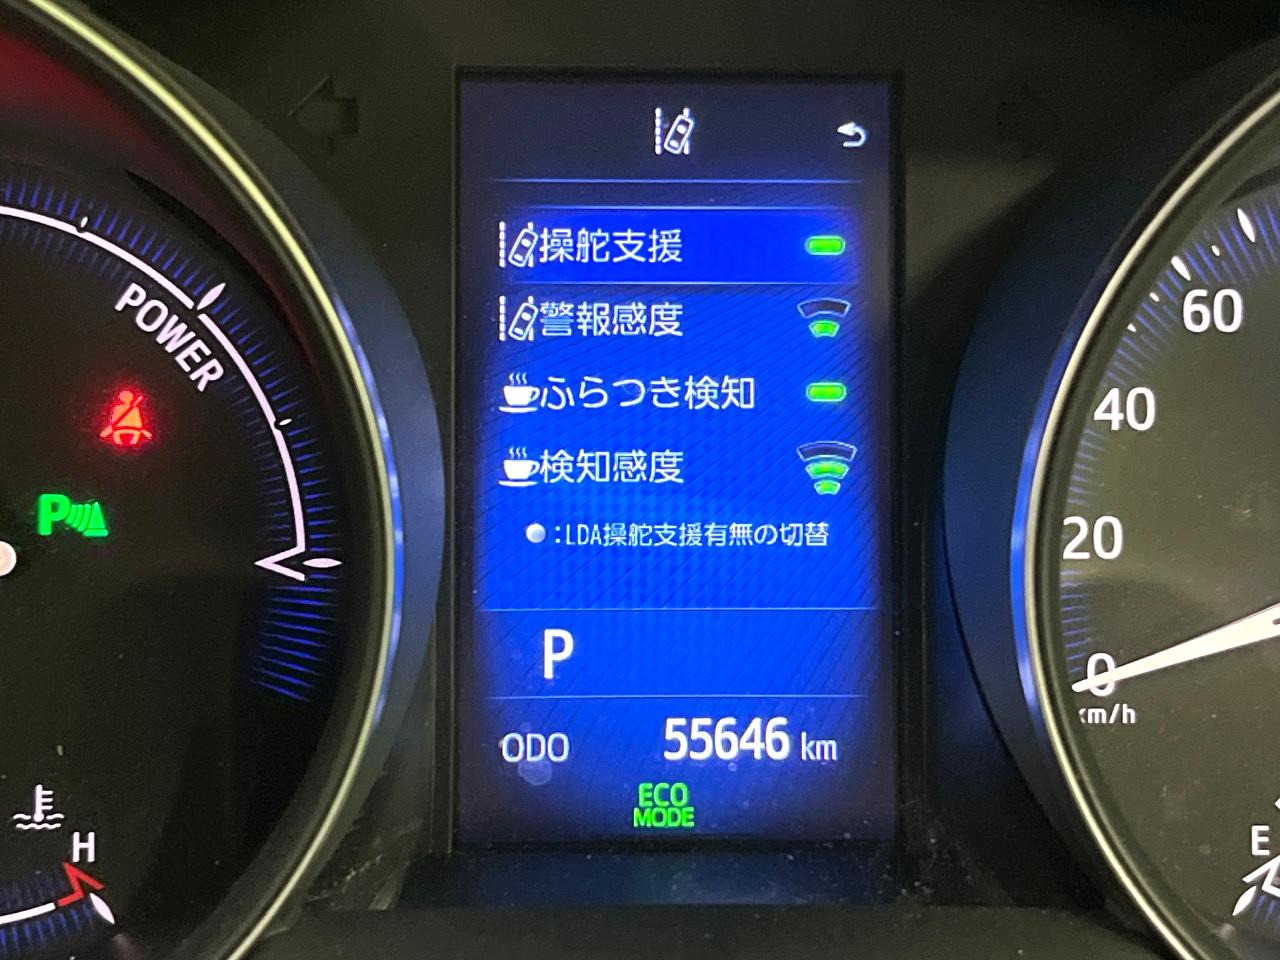 POWER
操舵支援
警報感度
ふらつき検知
検知感度
:LDA操舵支援有無の切替
P
ODO 55646 km
ECO
MODE
P
H
60
40
20
0
km/h
E